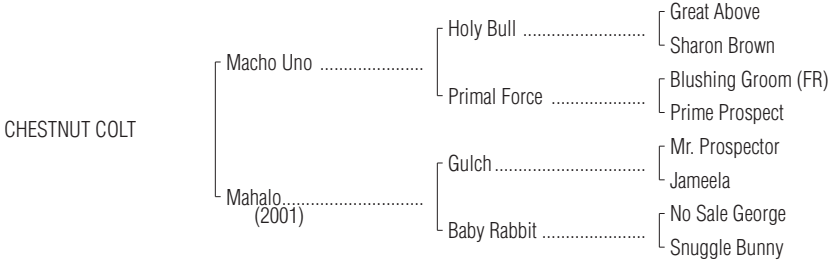 Great Above
Holy Bull ..........................
Sharon Brown
Macho Uno ......................
Blushing Groom (FR)
Primal Force ....................
Prime Prospect
CHESTNUT COLT
Mr. Prospector
Gulch................................
Jameela
Mahalo..............................
(2001)
No Sale George
Baby Rabbit ......................
Snuggle Bunny